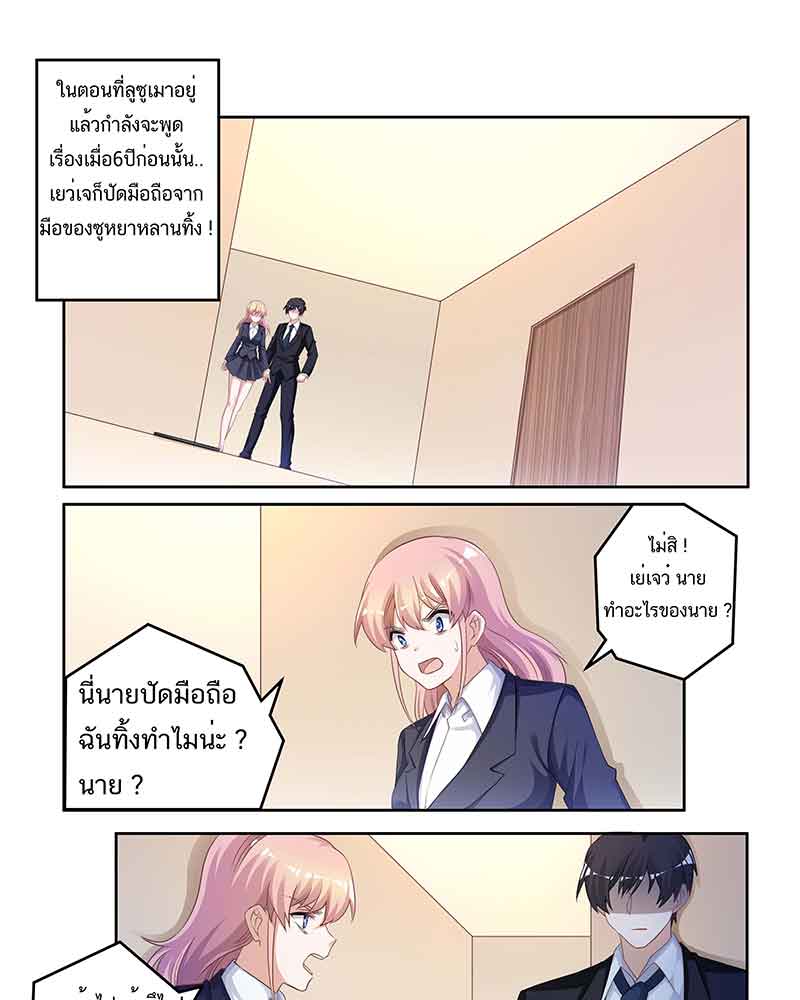 ในตอนที่ลูซูเมาอยู่
แล้วกำลังจะพูด
เรื่องเมื่อ6ปีก่อนนั้น..
เยว่เจก็ปัดมือถือจาก
มือของซูหยาหลานทิ้ง !
ไม่สิ !
เย่เจว๋ นาย
ทำอะไรของนาย ?
นี่นายปัดมือถือ
ฉันทิ้งทำไมน่ะ ?
นาย ?